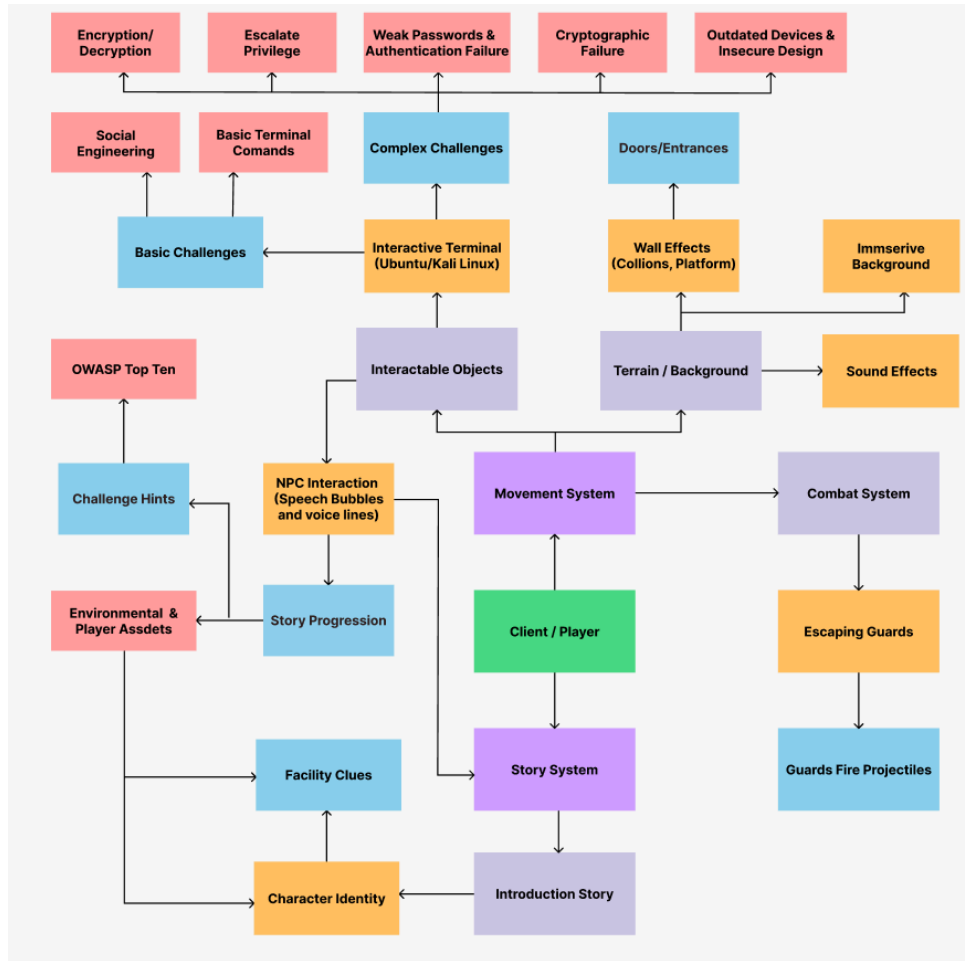 Encryption/
Decryption
Escalate
Privilege
Weak Passwords &
Authentication Failure
Cryptographic
Failure
Outdated Devices &
Insecure Design
Social
Engineering
Basic Terminal
Comands
Complex Challenges
Doors/Entrances
Basic Challenges
Interactive Terminal
(Ubuntu/Kali Linux)
Wall Effects
(Collions, Platform)
Immserive
Background
OWASP Top Ten
Interactable Objects
Terrain / Background
Sound Effects
Challenge Hints
NPC Interaction
(Speech Bubbles
and voice lines)
Movement System
Combat System
Environmental &
Player Assdets
Story Progression
Client / Player
Escaping Guards
Facility Clues
Story System
Guards Fire Projectiles
Character Identity
Introduction Story